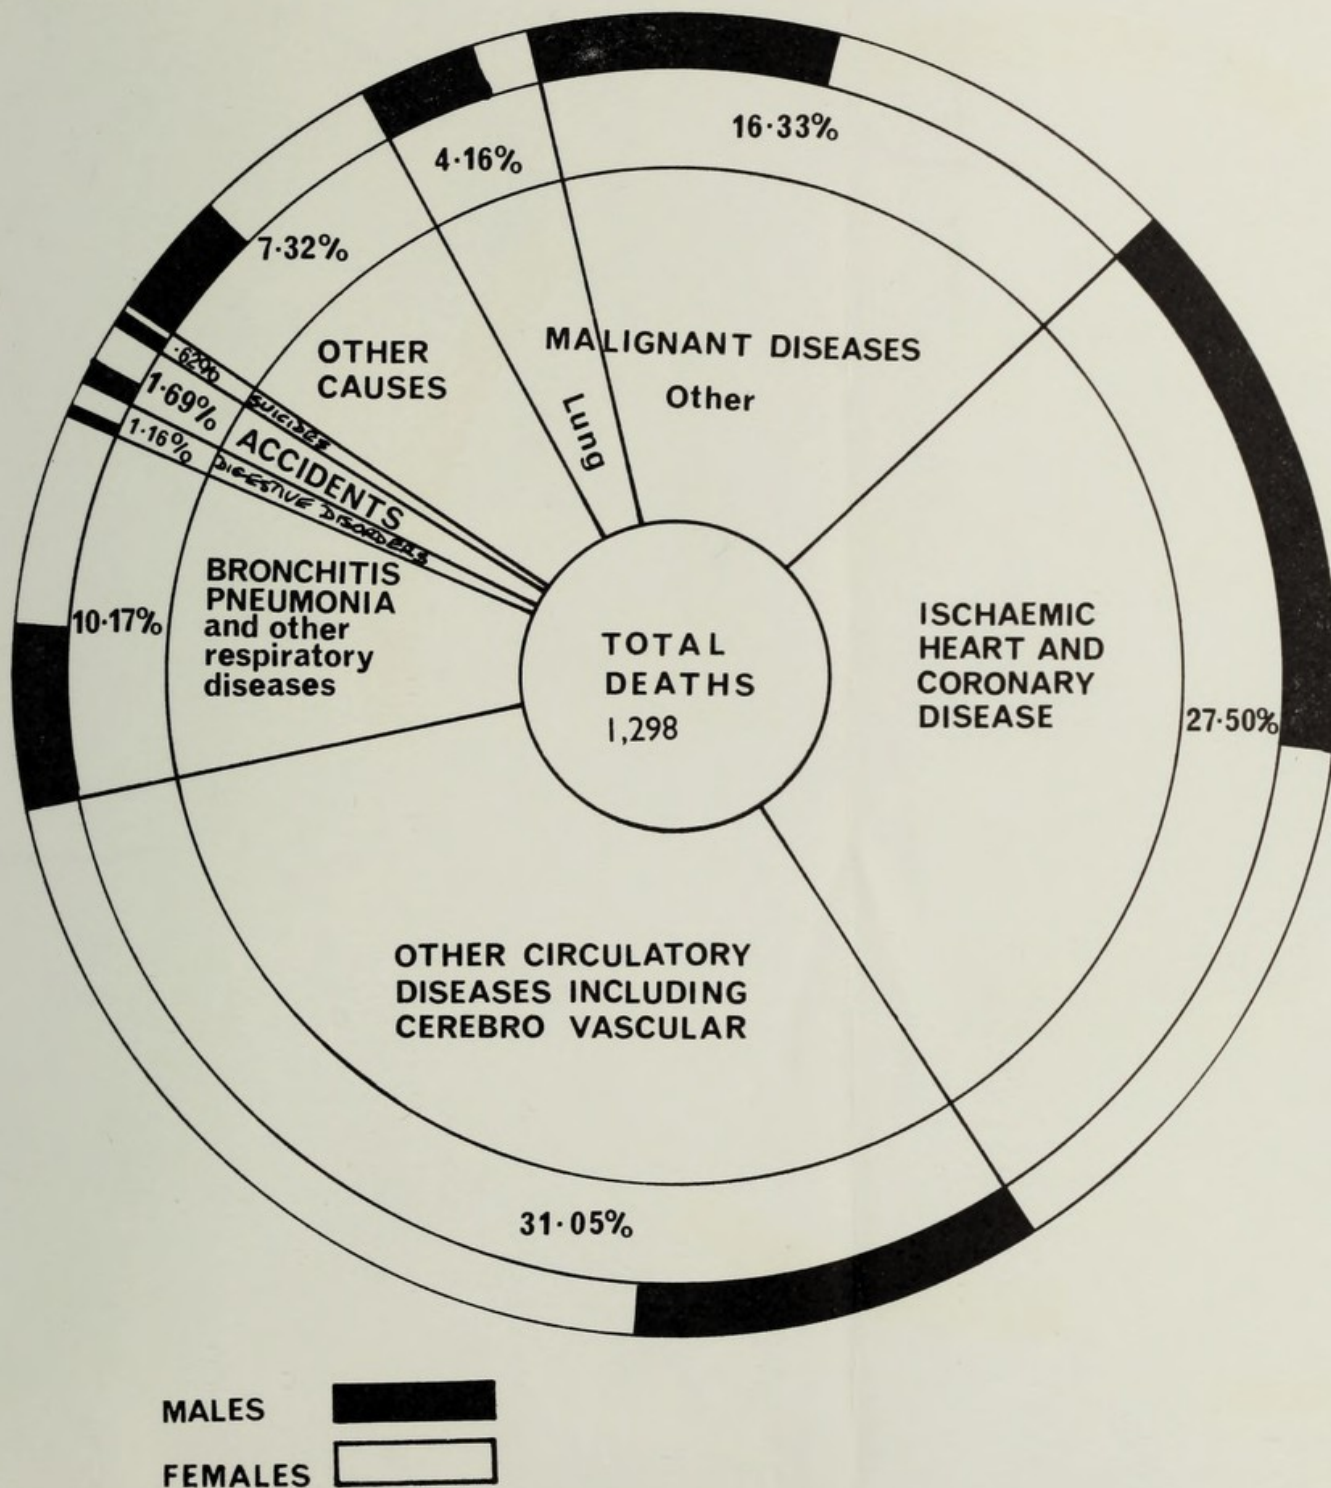 16·33%
4·16%
7·32%
·62%
1·69%
1·16%
10·17%
27·50%
31·05%
MALIGNANT DISEASES
Other
Lung
OTHER
CAUSES
SUICIDES
ACCIDENTS
DIGESTIVE DISORDERS
BRONCHITIS
PNEUMONIA
and other
respiratory
diseases
TOTAL
DEATHS
1,298
ISCHAEMIC
HEART AND
CORONARY
DISEASE
OTHER CIRCULATORY
DISEASES INCLUDING
CEREBRO VASCULAR
MALES
FEMALES